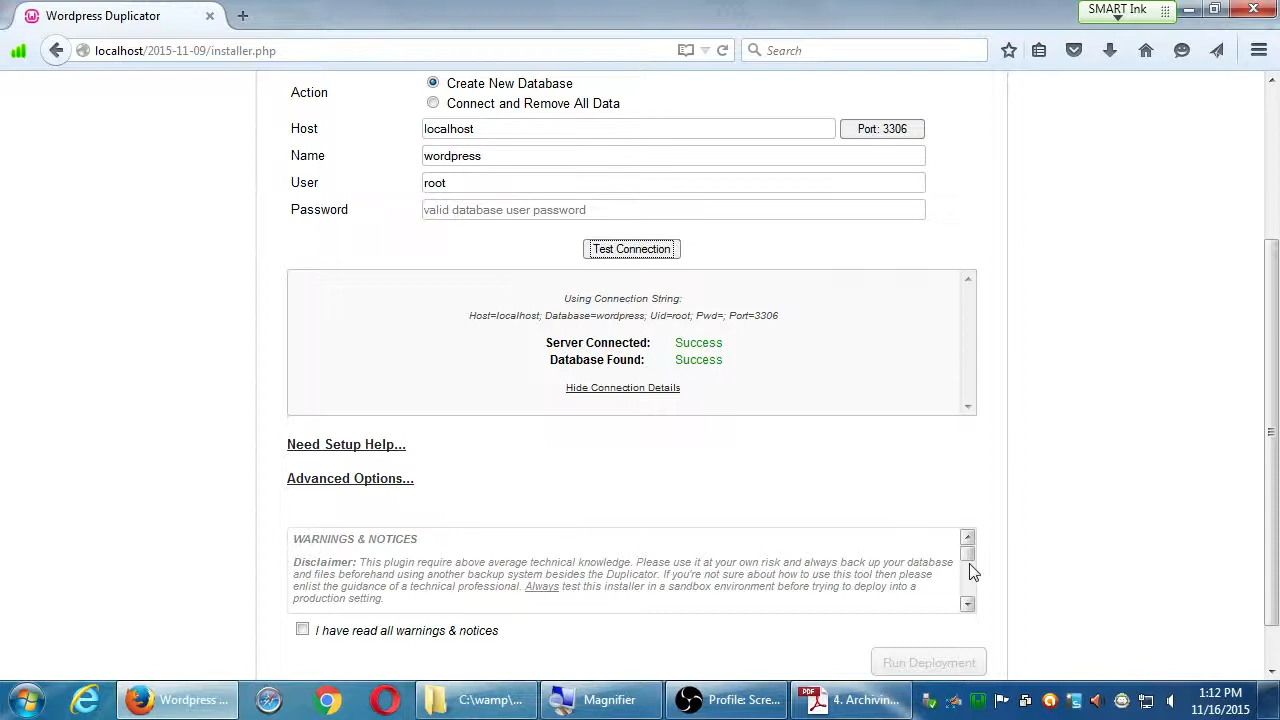 Wordpress Duplicator
SMART Ink
localhost/2015-11-09/installer.php
Search
Action
Create New Database
Connect and Remove All Data
Host
localhost
Port: 3306
Name
wordpress
User
root
Password
valid database user password
Test Connection
Using Connection String:
Host=localhost; Database=wordpress; Uid=root; Pwd=; Port=3306
Server Connected: Success
Database Found: Success
Hide Connection Details
Need Setup Help...
Advanced Options...
WARNINGS & NOTICES
Disclaimer: This plugin require above average technical knowledge. Please use it at your own risk and always back up your database
and files beforehand using another backup system besides the Duplicator. If you're not sure about how to use this tool then please
enlist the guidance of a technical professional. Always test this installer in a sandbox environment before trying to deploy into a
production setting.
I have read all warnings & notices
Run Deployment
Wordpress ...
C:\wamp\...
Magnifier
Profile: Scre...
PDF
4. Archivin...
1:12 PM
11/16/2015